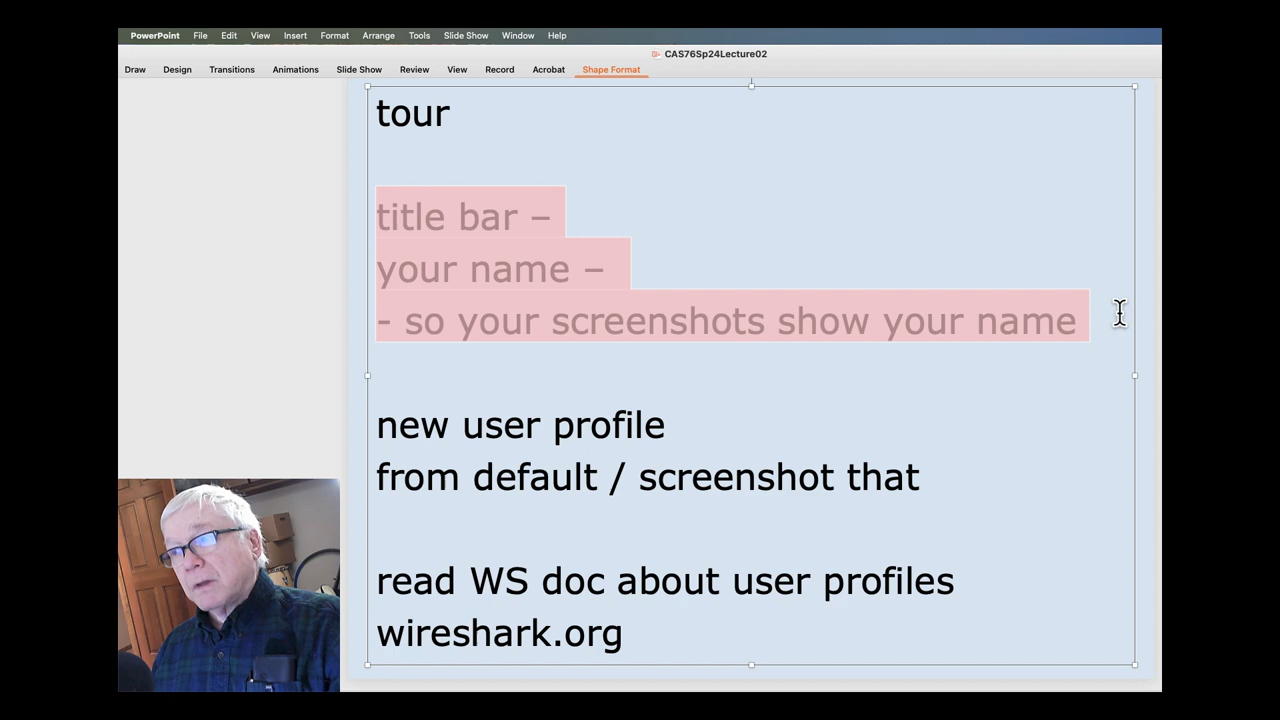 PowerPoint File Edit View Insert Format Arrange Tools Slide Show Window Help
CAS76Sp24Lecture02
Draw Design Transitions Animations Slide Show Review View Record Acrobat Shape Format
tour
title bar –
your name –
- so your screenshots show your name
new user profile
from default / screenshot that
read WS doc about user profiles
wireshark.org